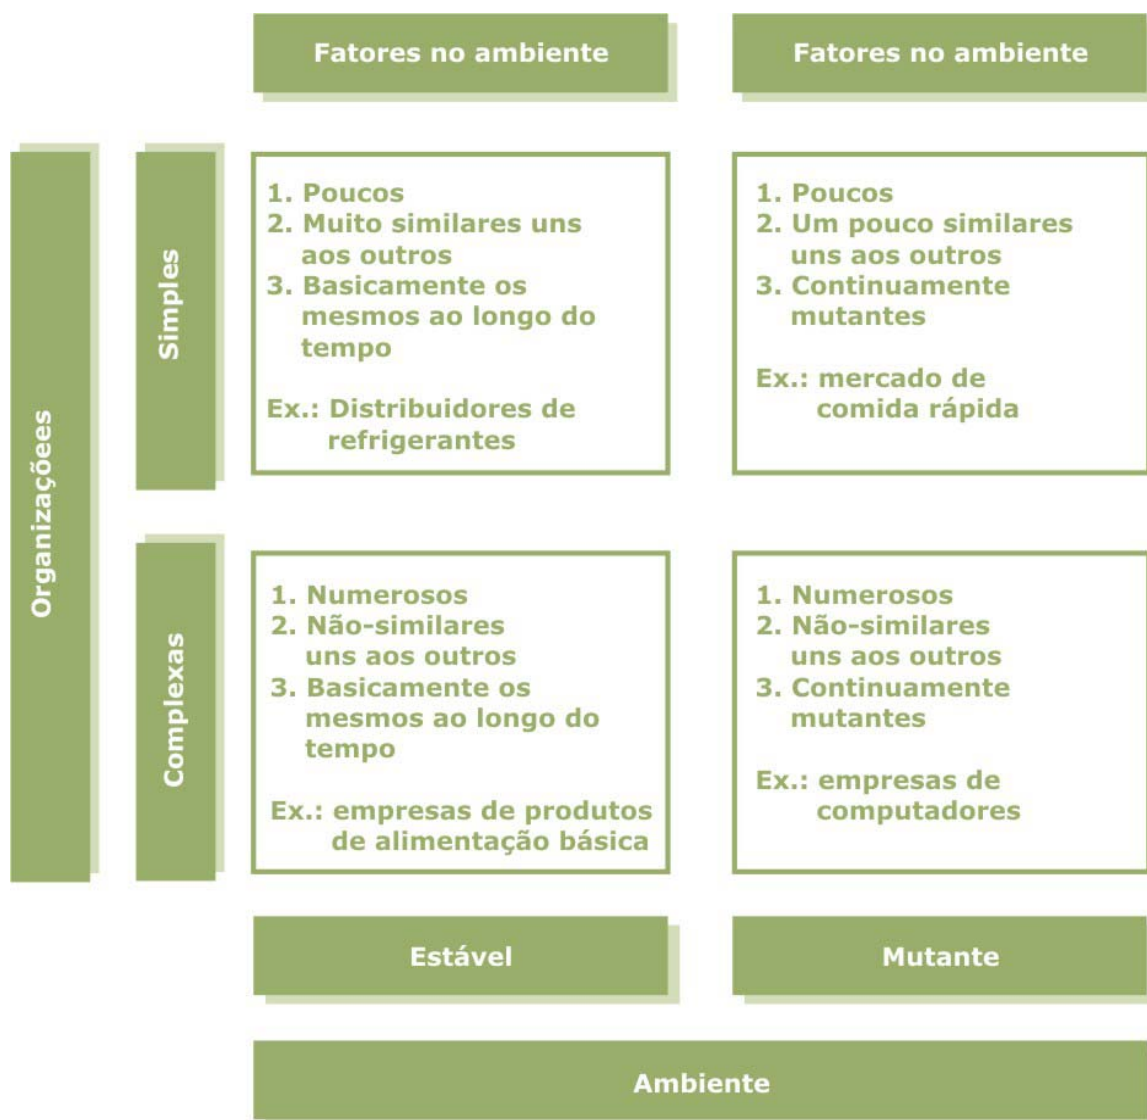 Fatores no ambiente
Fatores no ambiente
Organizaçõees
Simples
1. Poucos
2. Muito similares uns
aos outros
3. Basicamente os
mesmos ao longo do
tempo
Ex.: Distribuidores de
refrigerantes
1. Poucos
2. Um pouco similares
uns aos outros
3. Continuamente
mutantes
Ex.: mercado de
comida rápida
Complexas
1. Numerosos
2. Não-similares
uns aos outros
3. Basicamente os
mesmos ao longo do
tempo
Ex.: empresas de produtos
de alimentação básica
1. Numerosos
2. Não-similares
uns aos outros
3. Continuamente
mutantes
Ex.: empresas de
computadores
Estável
Mutante
Ambiente